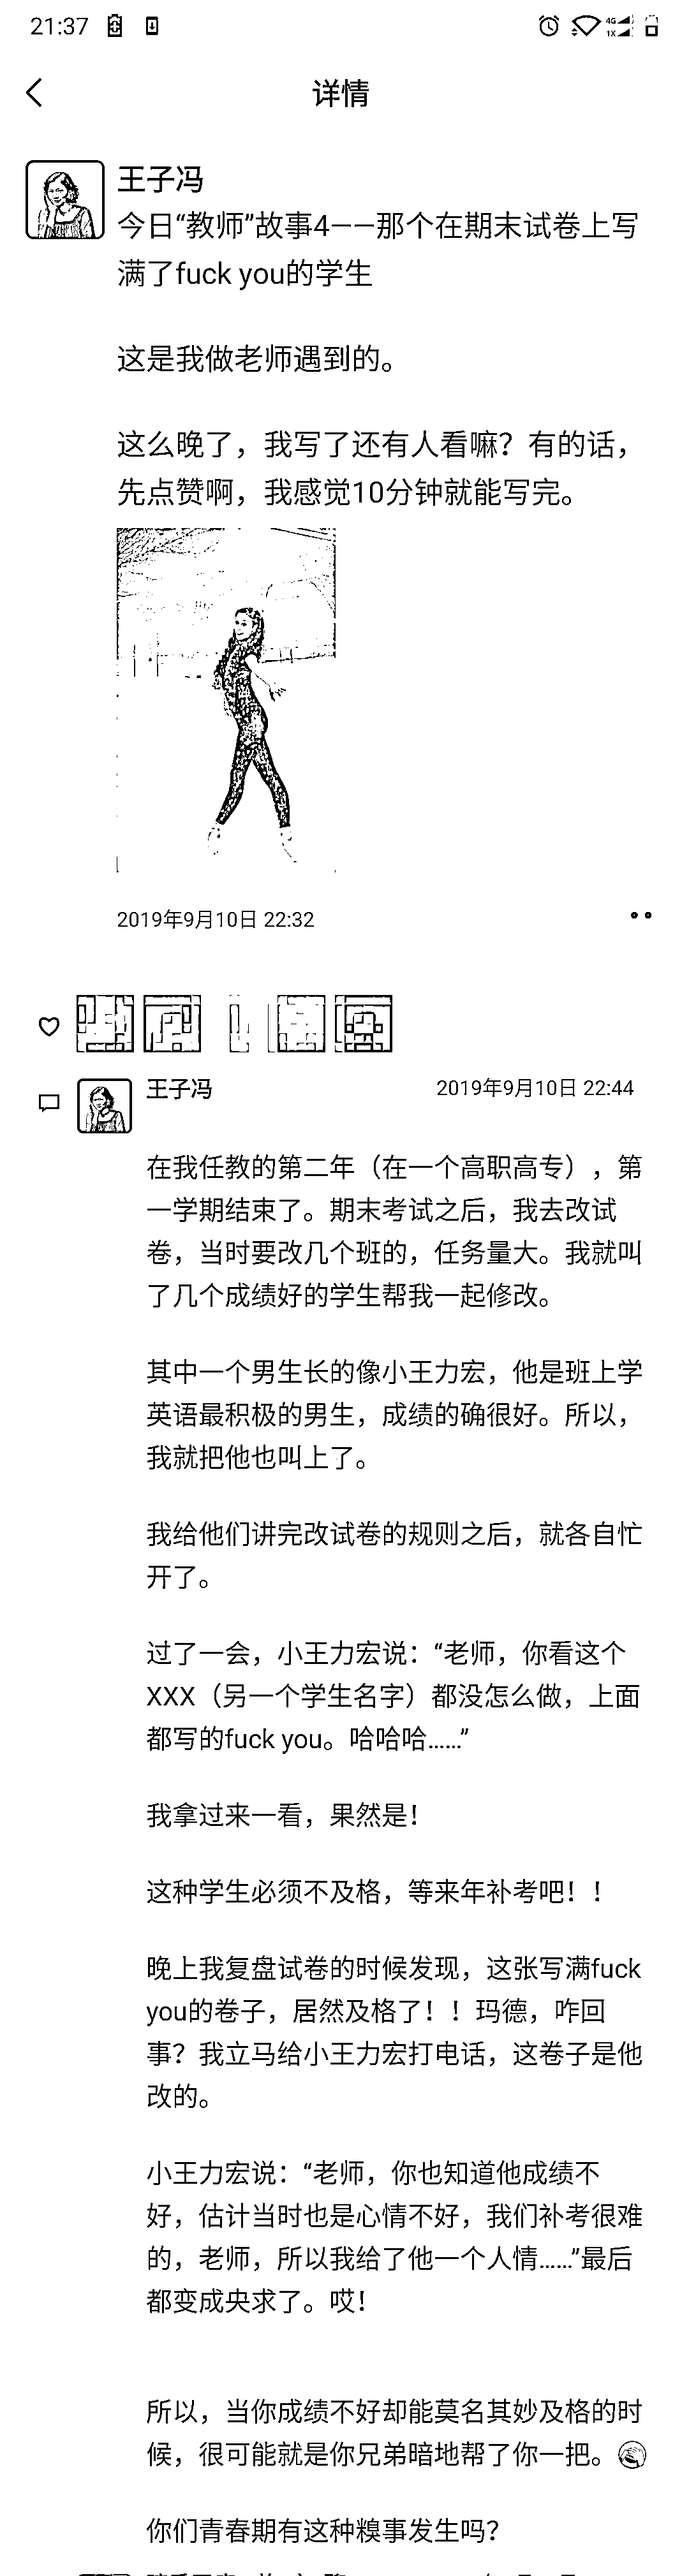 21:37
4G
1X
详情
王子冯
今日“教师”故事4——那个在期末试卷上写
满了fuck you的学生
这是我做老师遇到的。
这么晚了，我写了还有人看嘛？有的话，
先点赞啊，我感觉10分钟就能写完。
2019年9月10日 22:32
王子冯
2019年9月10日 22:44
在我任教的第二年（在一个高职高专），第
一学期结束了。期末考试之后，我去改试
卷，当时要改几个班的，任务量大。我就叫
了几个成绩好的学生帮我一起修改。
其中一个男生长的像小王力宏，他是班上学
英语最积极的男生，成绩的确很好。所以，
我就把他也叫上了。
我给他们讲完改试卷的规则之后，就各自忙
开了。
过了一会，小王力宏说：“老师，你看这个
XXX（另一个学生名字）都没怎么做，上面
都写的fuck you。哈哈哈……”
我拿过来一看，果然是！
这种学生必须不及格，等来年补考吧！！
晚上我复盘试卷的时候发现，这张写满fuck
you的卷子，居然及格了！！玛德，咋回
事？我立马给小王力宏打电话，这卷子是他
改的。
小王力宏说：“老师，你也知道他成绩不
好，估计当时也是心情不好，我们补考很难
的，老师，所以我给了他一个人情……”最后
都变成央求了。哎！
所以，当你成绩不好却能莫名其妙及格的时
候，很可能就是你兄弟暗地帮了你一把。
你们青春期有这种糗事发生吗？